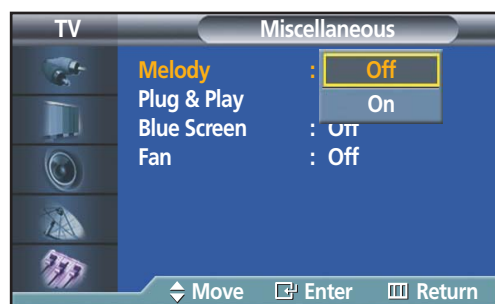 TV Miscellaneous
Melody : Off
On
Plug & Play
Blue Screen : Off
Fan : Off
Move Enter Return